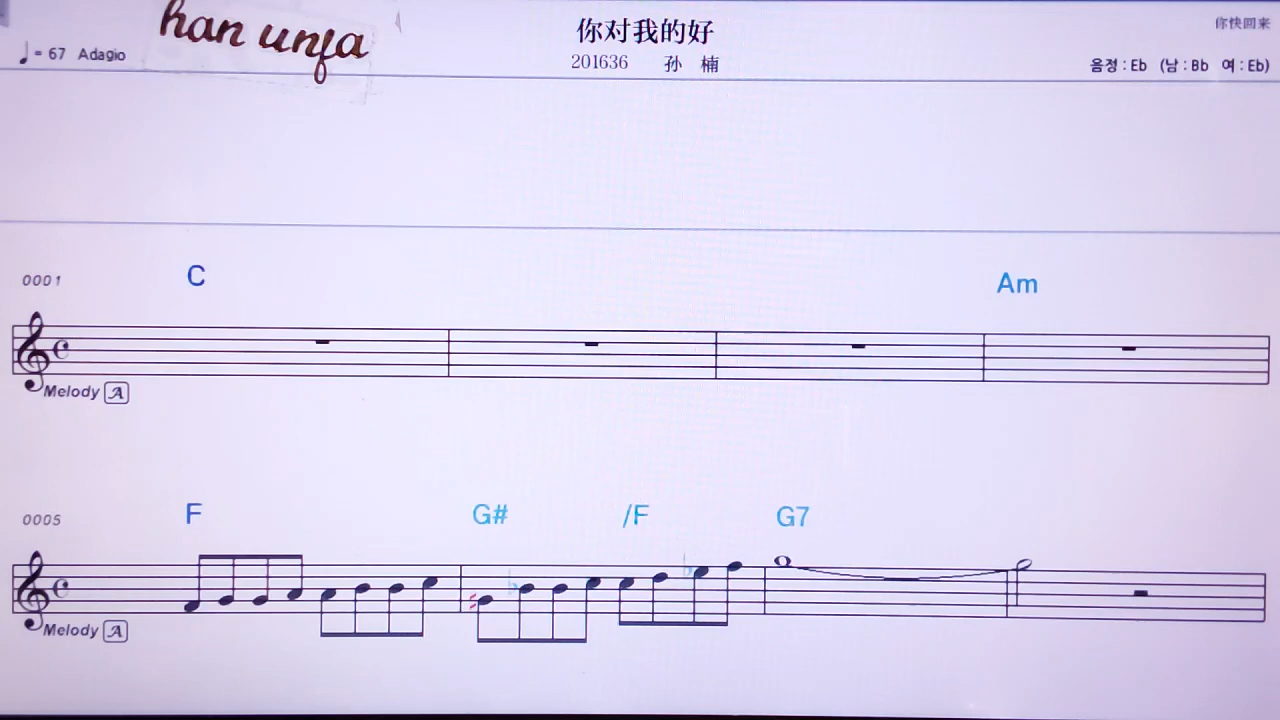 han unfa
你对我的好
你快回来
♩= 67 Adagio
201636 孙 楠
음정 : Eb (남 : Bb 여 : Eb)
0001 C Am
Melody A
0005 F G# /F G7
Melody A